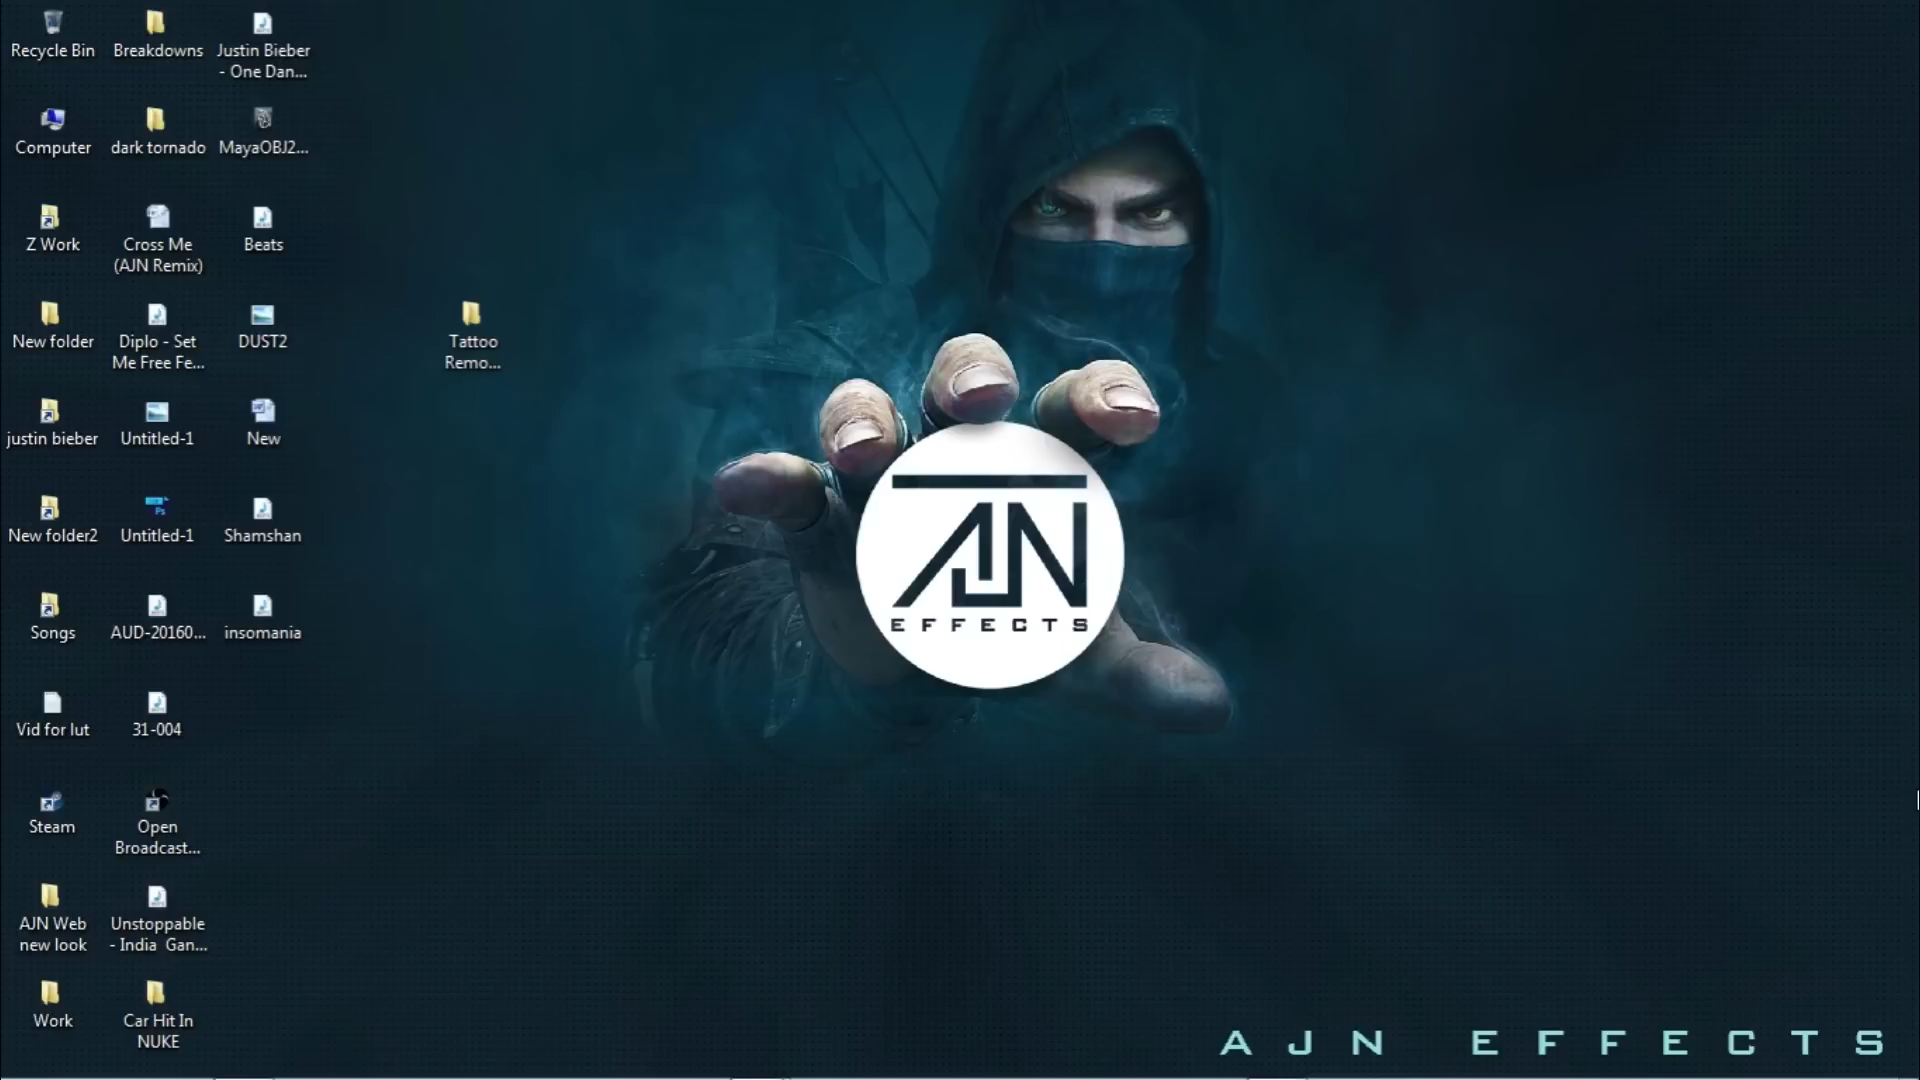 Recycle Bin
Breakdowns
Justin Bieber
- One Dan...
Computer
dark tornado
MayaOBJ2...
Z Work
Cross Me
(AJN Remix)
Beats
New folder
Diplo - Set
Me Free Fe...
DUST2
Tattoo
Remo...
justin bieber
Untitled-1
New
New folder2
Untitled-1
Shamshan
Songs
AUD-20160...
insomania
Vid for lut
31-004
Steam
Open
Broadcast...
AJN Web
new look
Unstoppable
- India Gan...
Work
Car Hit In
NUKE
Ps
AJN
EFFECTS
AJN EFFECTS